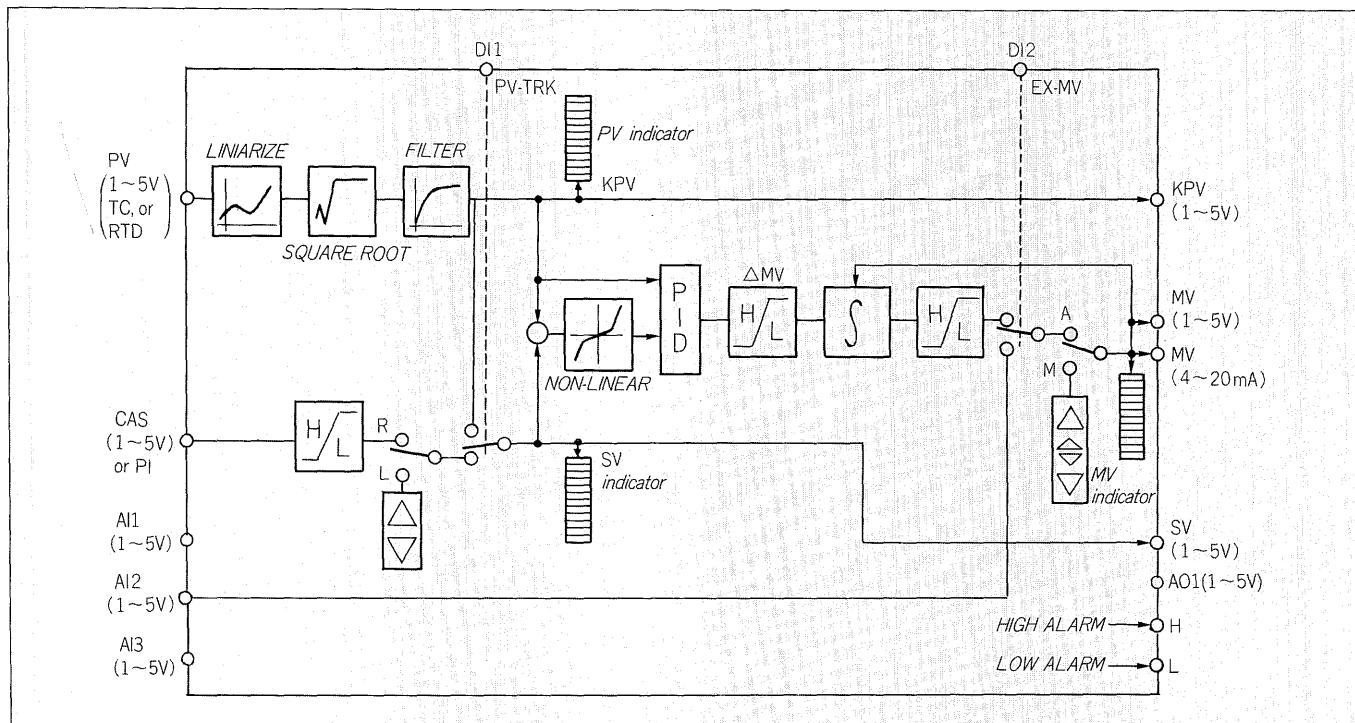 DI1
DI2
PV-TRK
EX-MV
PV indicator
LINIARIZE
FILTER
PV
(1~5V
TC, or
RTD)
KPV
KPV
(1~5V)
SQUARE ROOT
△MV
H
L
∫
H
L
P
I
D
A
MV
(1~5V)
MV
(4~20mA)
NON-LINEAR
M
CAS
(1~5V)
or PI
H
L
R
L
SV
indicator
MV
indicator
AI1
(1~5V)
SV
(1~5V)
AI2
(1~5V)
AO1(1~5V)
HIGH ALARM
H
AI3
(1~5V)
LOW ALARM
L